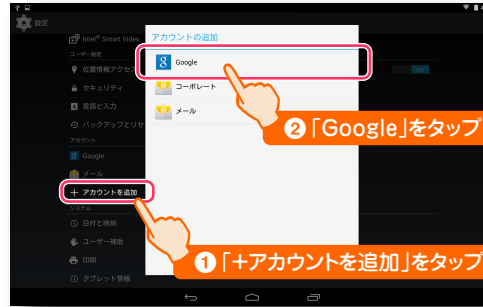 設定
アカウントの追加
Intel® Smart Video
ユーザー設定
Google
位置情報アクセス
コーポレート
セキュリティ
メール
言語と入力
② 「Google」をタップ
バックアップとリセ
アカウント
Google
メール
+ アカウントを追加
システム
日付と時刻
ユーザー補助
① 「+アカウントを追加」をタップ
印刷
タブレット情報